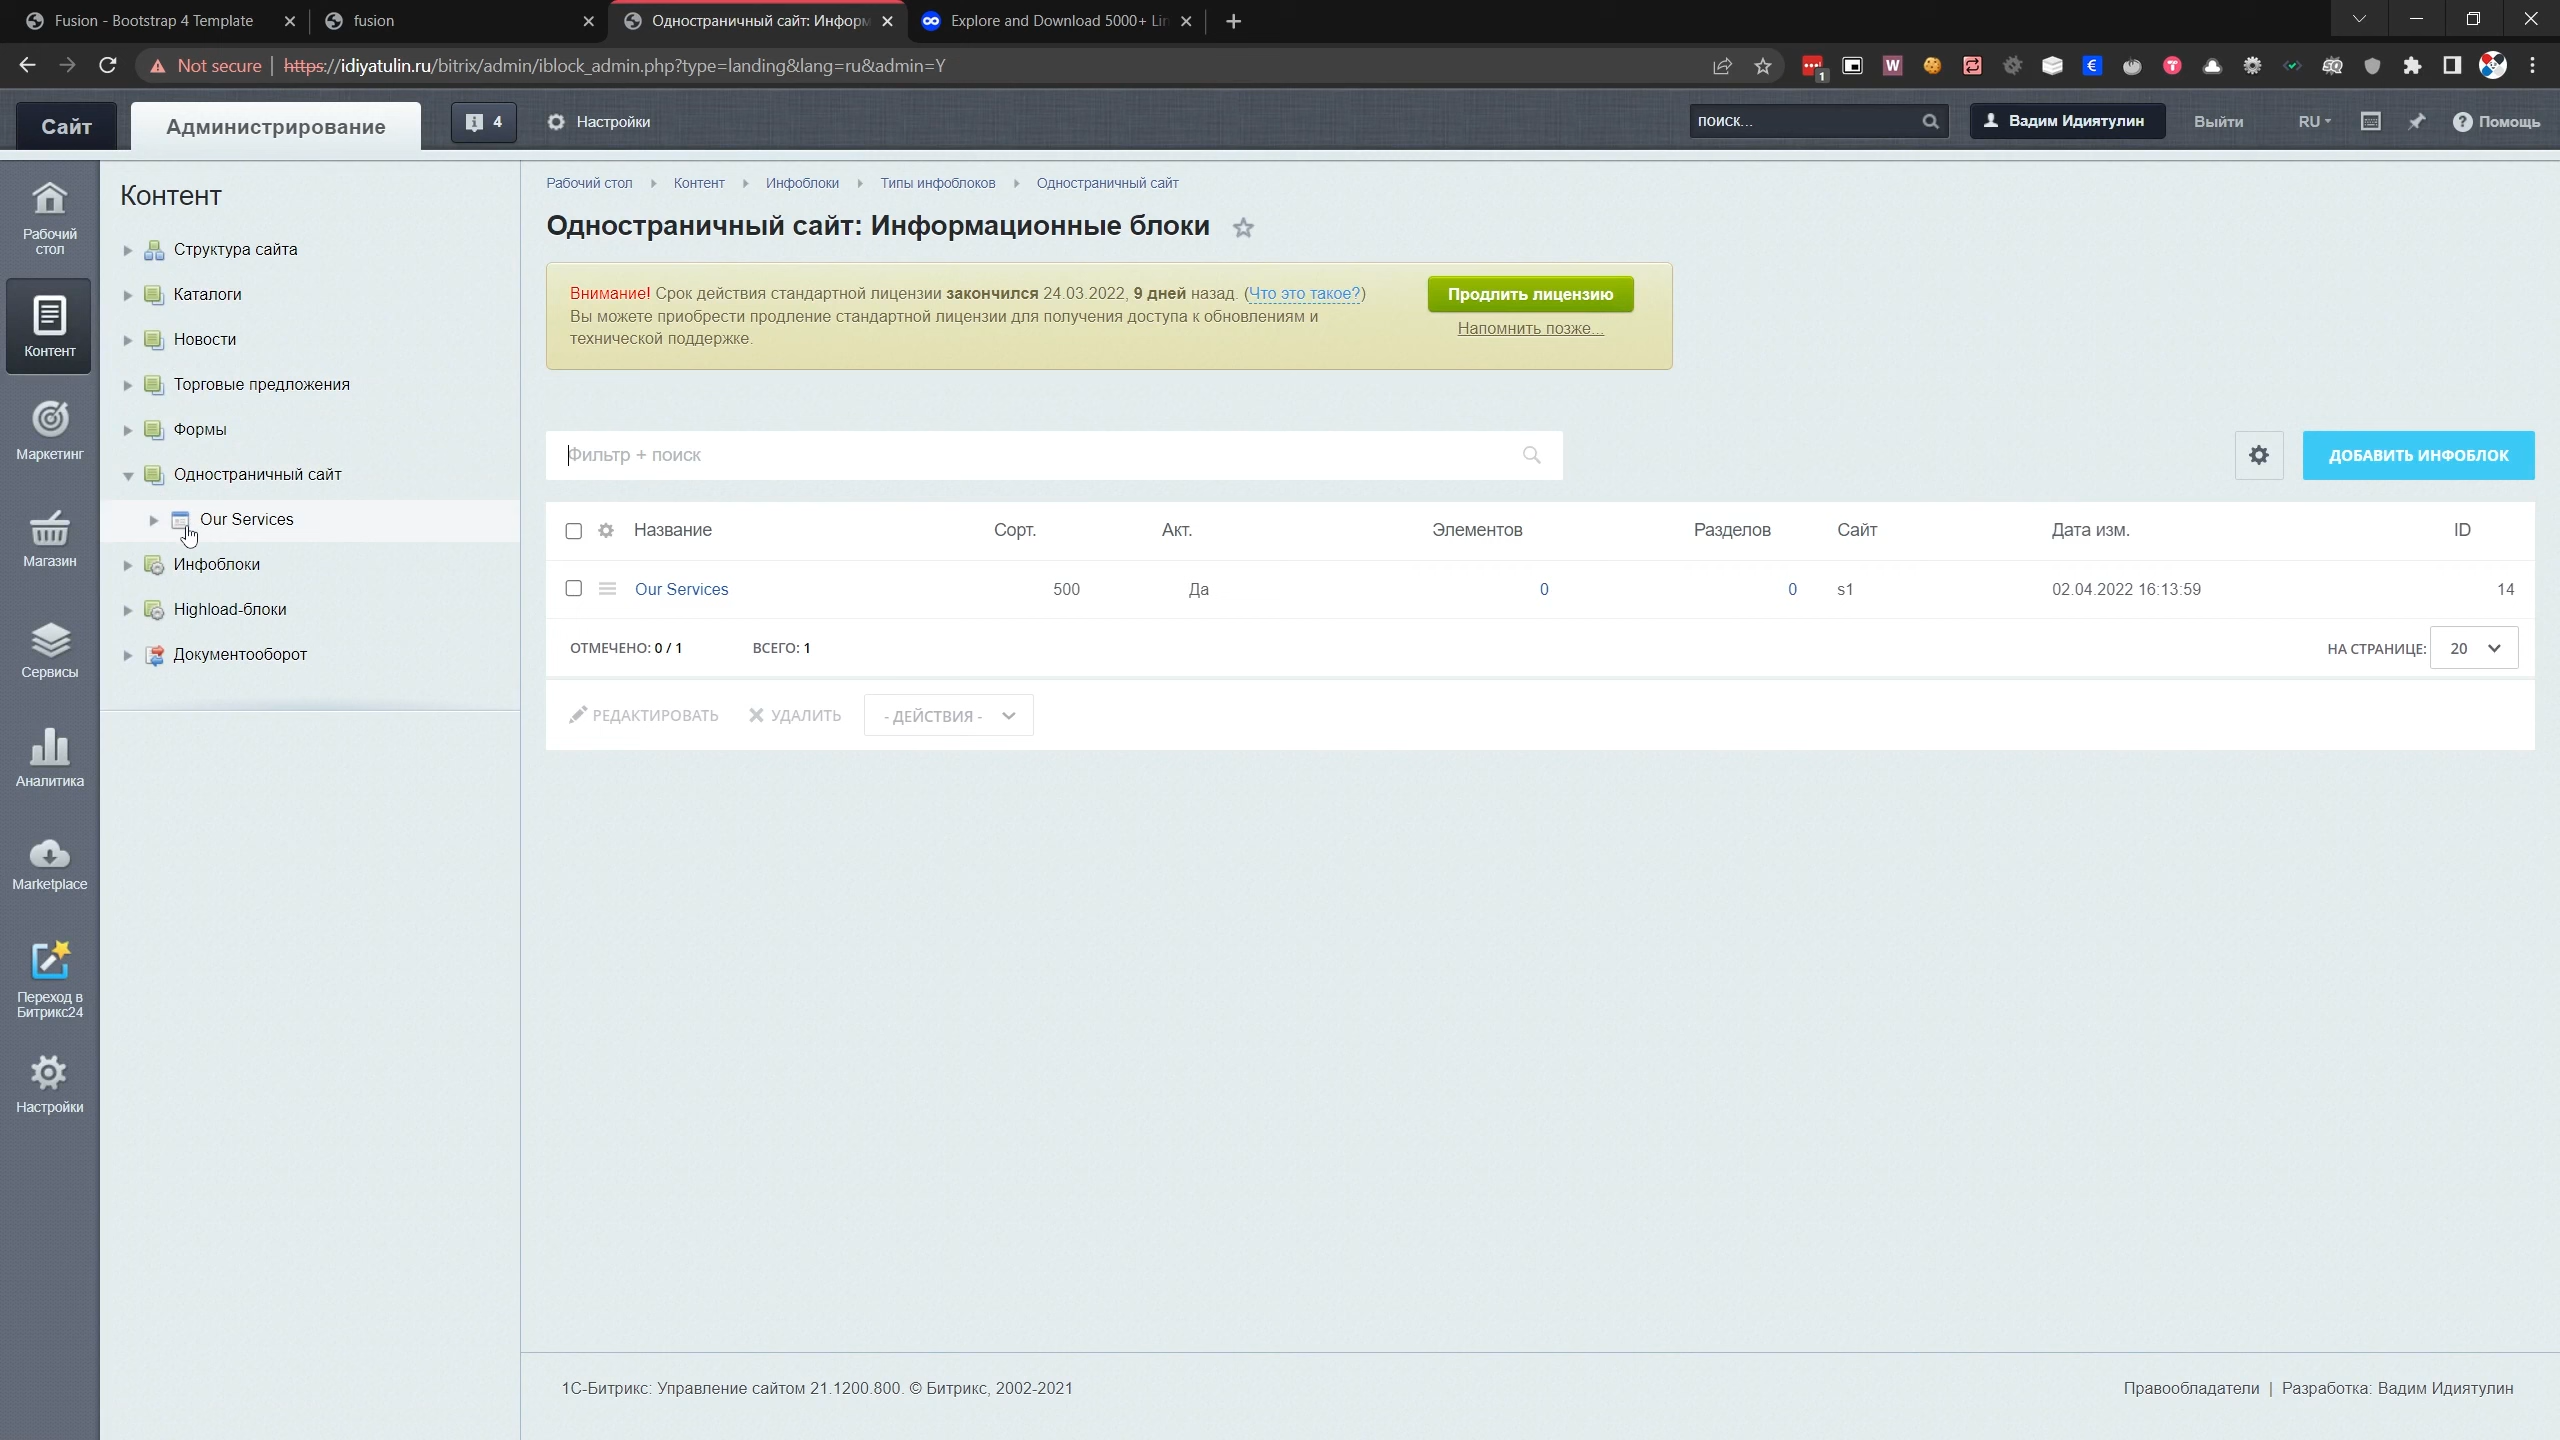 Fusion - Bootstrap 4 Template
fusion
Одностраничный сайт: Информ
Explore and Download 5000+ Lin
Not secure
https://idiyatulin.ru/bitrix/admin/iblock_admin.php?type=landing&lang=ru&admin=Y
1
Сайт
Администрирование
4
Настройки
поиск...
Вадим Идиятулин
Выйти
RU
Помощь
Рабочий стол
Контент
Маркетинг
Магазин
Сервисы
Аналитика
Marketplace
Переход в Битрикс24
Настройки
Контент
Структура сайта
Каталоги
Новости
Торговые предложения
Формы
Одностраничный сайт
Our Services
Инфоблоки
Highload-блоки
Документооборот
Рабочий стол Контент Инфоблоки Типы инфоблоков Одностраничный сайт
Одностраничный сайт: Информационные блоки
Внимание! Срок действия стандартной лицензии закончился 24.03.2022, 9 дней назад. (Что это такое?)
Вы можете приобрести продление стандартной лицензии для получения доступа к обновлениям и
технической поддержке.
Продлить лицензию
Напомнить позже...
Фильтр + поиск
ДОБАВИТЬ ИНФОБЛОК
Название Сорт. Акт. Элементов Разделов Сайт Дата изм. ID
Our Services 500 Да 0 0 s1 02.04.2022 16:13:59 14
ОТМЕЧЕНО: 0 / 1 ВСЕГО: 1 НА СТРАНИЦЕ: 20
РЕДАКТИРОВАТЬ УДАЛИТЬ - ДЕЙСТВИЯ -
1С-Битрикс: Управление сайтом 21.1200.800. © Битрикс, 2002-2021
Правообладатели | Разработка: Вадим Идиятулин